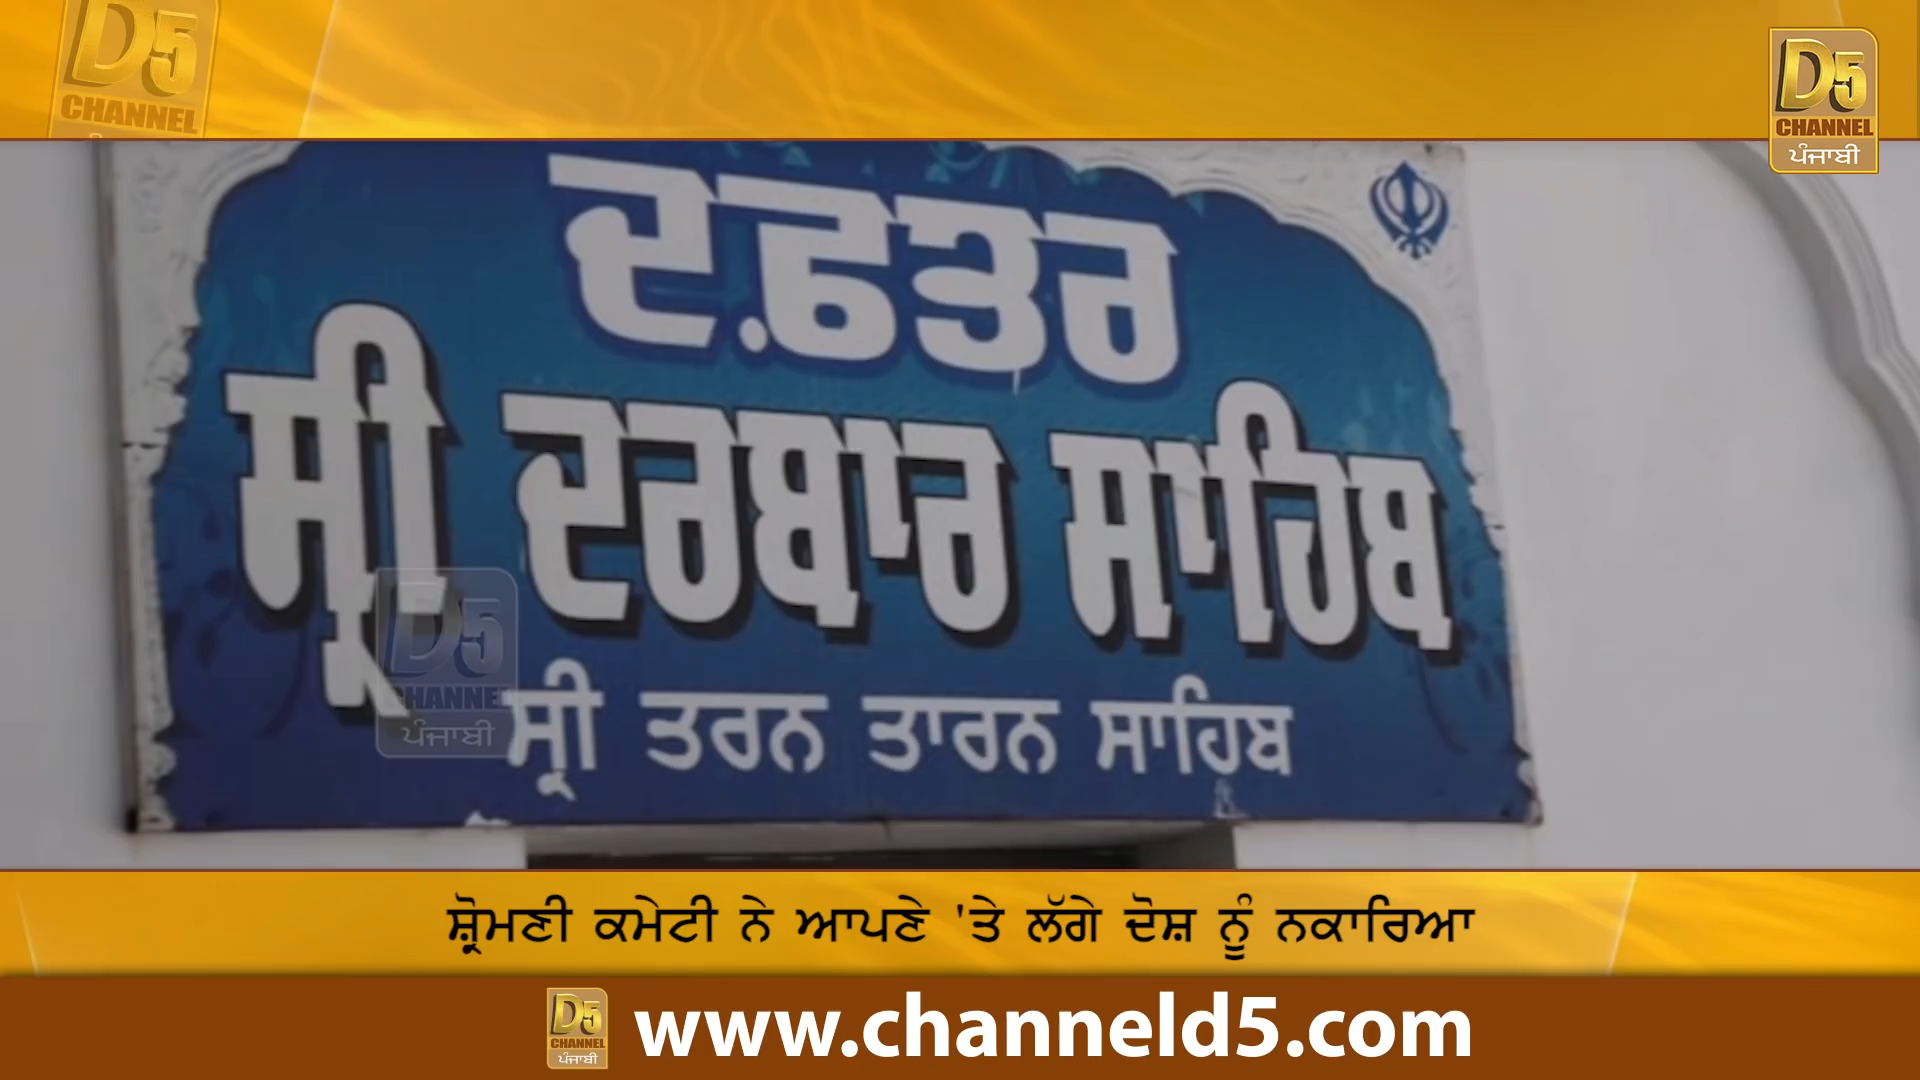 D5
CHANNEL
D5
CHANNEL
ਪੰਜਾਬੀ
ਦਫ਼ਤਰ
ਸ੍ਰੀ ਦਰਬਾਰ ਸਾਹਿਬ
D5
CHANNEL
ਪੰਜਾਬੀ
ਸ੍ਰੀ ਤਰਨ ਤਾਰਨ ਸਾਹਿਬ
ਸ਼੍ਰੋਮਣੀ ਕਮੇਟੀ ਨੇ ਆਪਣੇ 'ਤੇ ਲੱਗੇ ਦੋਸ਼ ਨੂੰ ਨਕਾਰਿਆ
D5
CHANNEL
ਪੰਜਾਬੀ
www.channeld5.com